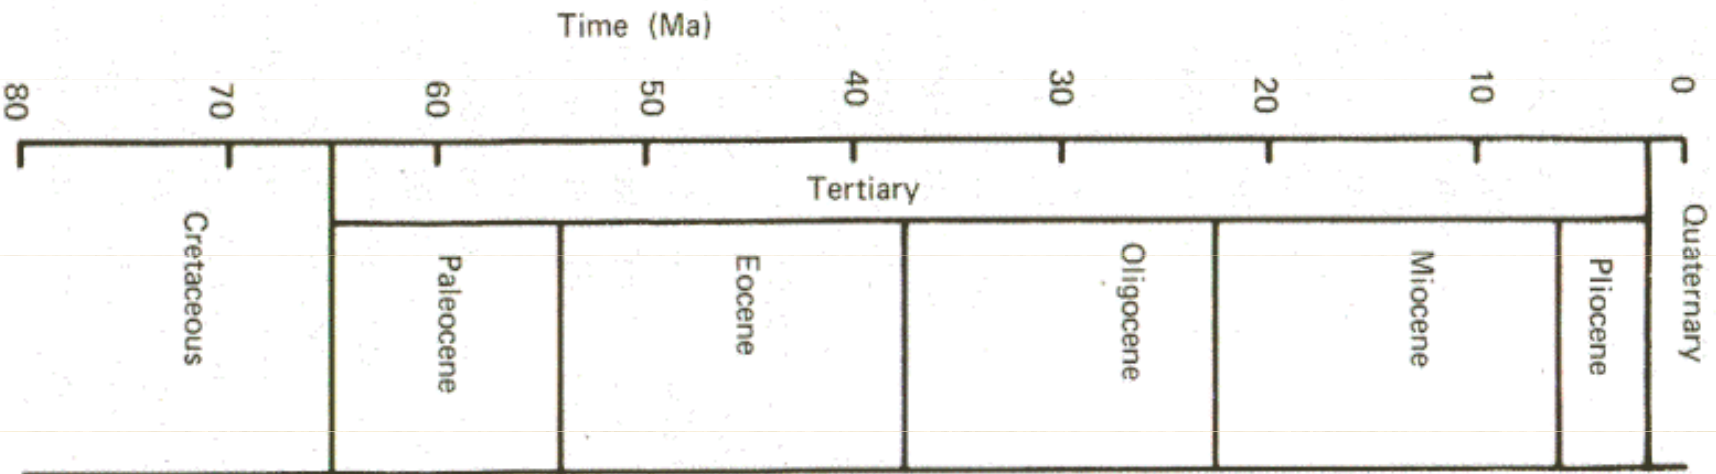 Time (Ma)
80 70 60 50 40 30 20 10 0
Tertiary
Cretaceous
Paleocene
Eocene
Oligocene
Miocene
Pliocene
Quaternary